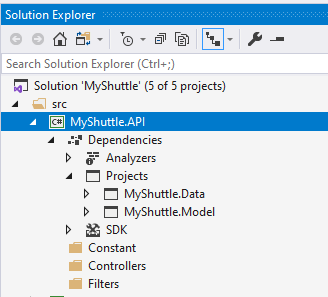 Solution Explorer
Search Solution Explorer (Ctrl+;)
Solution 'MyShuttle' (5 of 5 projects)
src
C# MyShuttle.API
Dependencies
Analyzers
Projects
MyShuttle.Data
MyShuttle.Model
SDK
Constant
Controllers
Filters